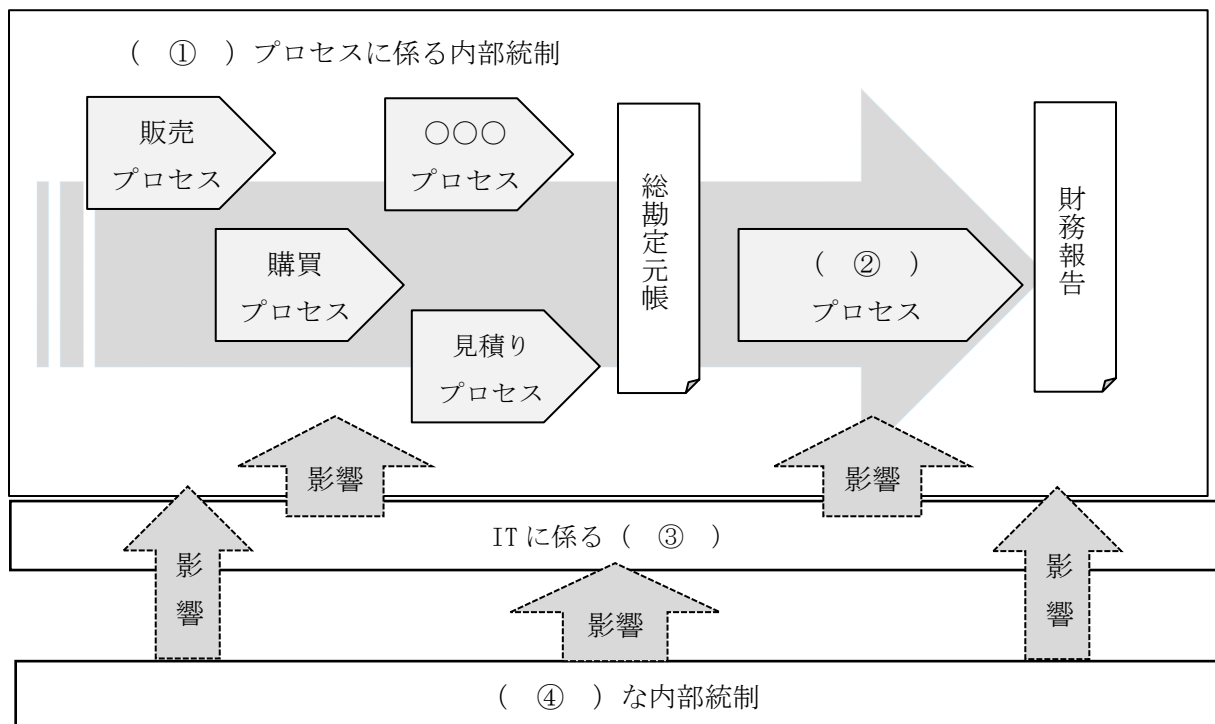 ( ① )プロセスに係る内部統制
販売
プロセス
○○○
プロセス
購買
プロセス
見積り
プロセス
総勘定元帳
( ② )
プロセス
財務報告
影響
影響
ITに係る( ③ )
影響
影響
影響
( ④ )な内部統制